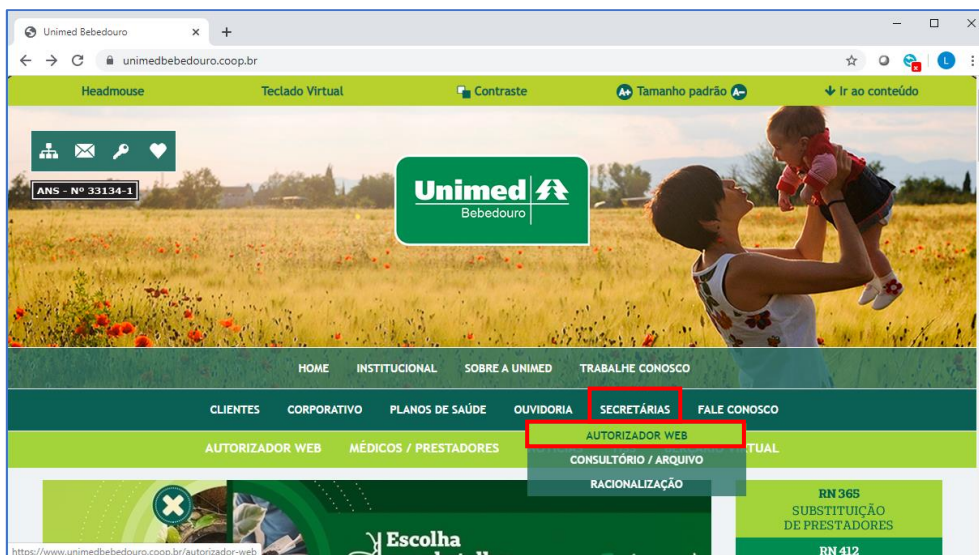 Unimed Bebedouro
unimedbebedouro.coop.br
L
Headmouse Teclado Virtual Contraste A+ Tamanho padrão A- Ir ao conteúdo
ANS - Nº 33134-1
Unimed
Bebedouro
HOME INSTITUCIONAL SOBRE A UNIMED TRABALHE CONOSCO
CLIENTES CORPORATIVO PLANOS DE SAÚDE OUVIDORIA SECRETÁRIAS FALE CONOSCO
AUTORIZADOR WEB
AUTORIZADOR WEB MÉDICOS / PRESTADORES
CONSULTÓRIO / ARQUIVO
RACIONALIZAÇÃO
RN 365
SUBSTITUIÇÃO
DE PRESTADORES
Escolha
RN 412
https://www.unimedbebedouro.coop.br/autorizador-web